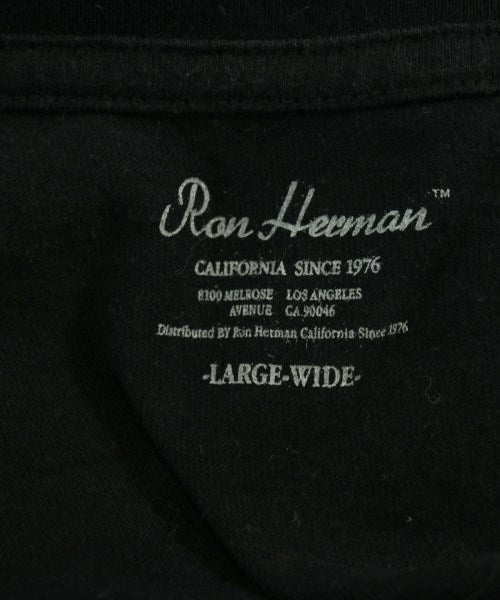 Ron Herman™
CALIFORNIA SINCE 1976
8100 MELROSE LOS ANGELES
AVENUE CA.90046
Distributed BY Ron Herman California Since 1976
-LARGE-WIDE-